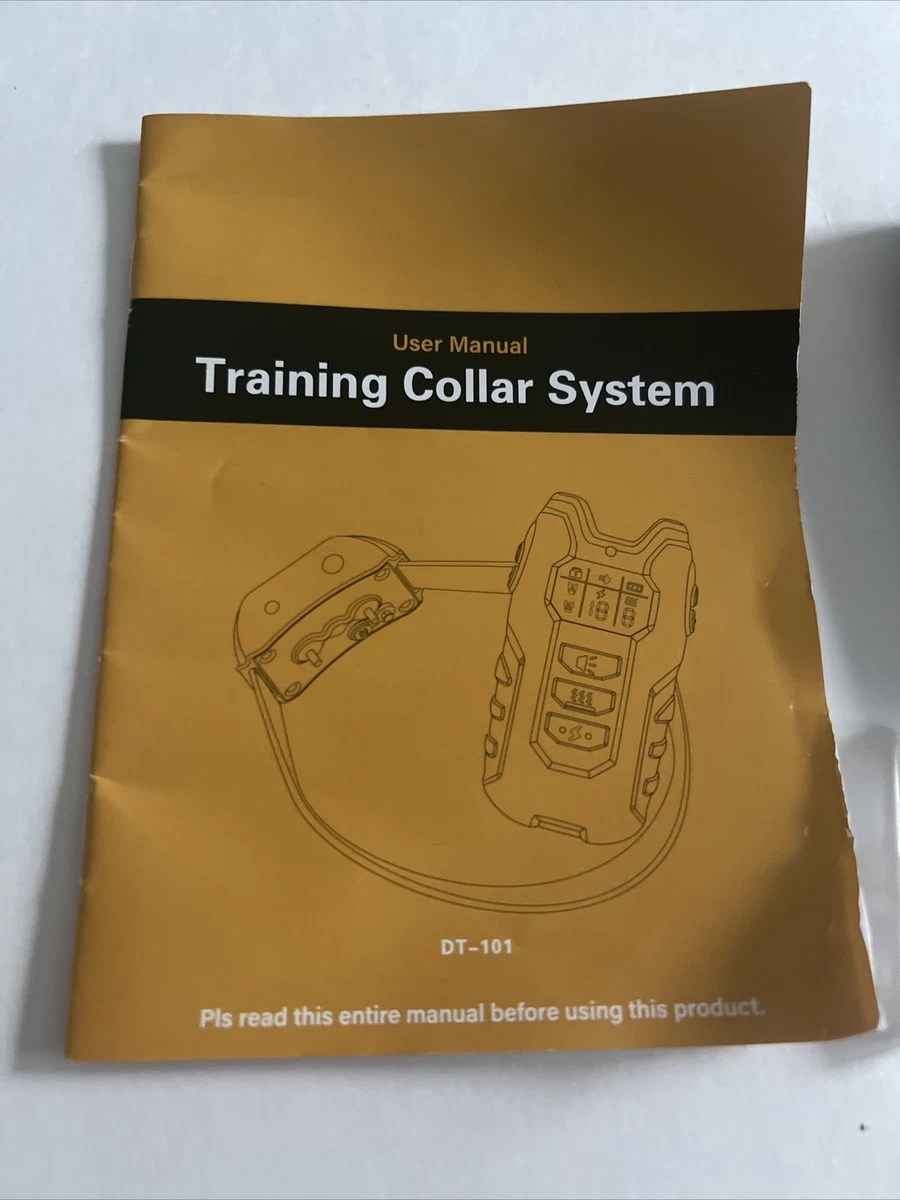 User Manual
Training Collar System
DT-101
Pls read this entire manual before using this product.